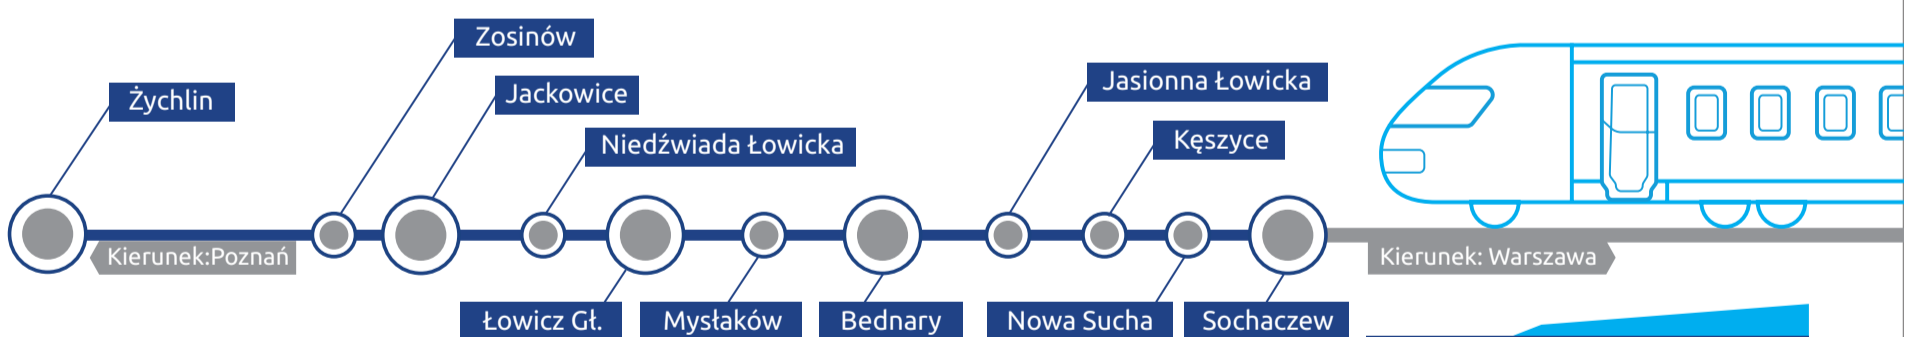 Zosinów
Żychlin
Jackowice
Niedźwiada Łowicka
Jasionna Łowicka
Kęszyce
Kierunek:Poznań
Kierunek: Warszawa
Łowicz Gł.
Mysłaków
Bednary
Nowa Sucha
Sochaczew